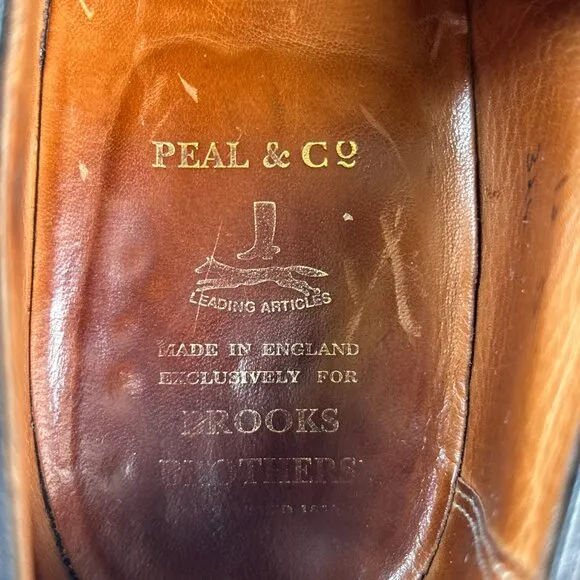 PEAL & Cº
LEADING ARTICLES
MADE IN ENGLAND
EXCLUSIVELY FOR
BROOKS
BROTHERS